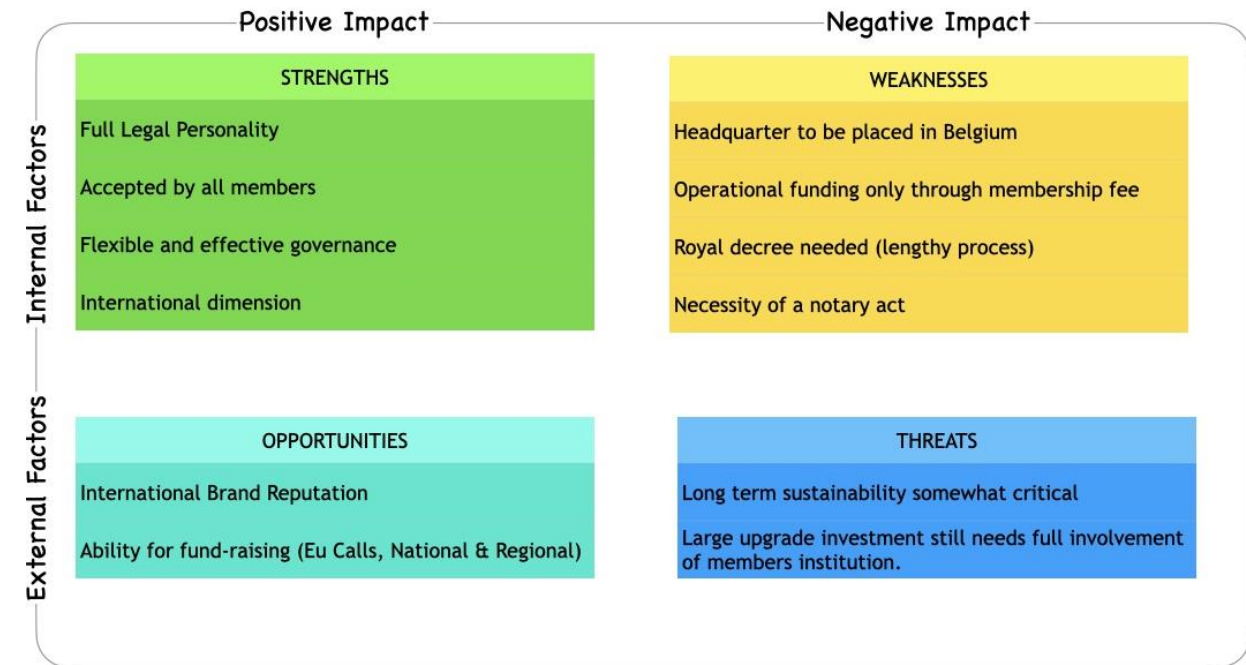 Positive Impact
Negative Impact
Internal Factors
External Factors
STRENGTHS
Full Legal Personality
Accepted by all members
Flexible and effective governance
International dimension
WEAKNESSES
Headquarter to be placed in Belgium
Operational funding only through membership fee
Royal decree needed (lengthy process)
Necessity of a notary act
OPPORTUNITIES
International Brand Reputation
Ability for fund-raising (Eu Calls, National & Regional)
THREATS
Long term sustainability somewhat critical
Large upgrade investment still needs full involvement
of members institution.